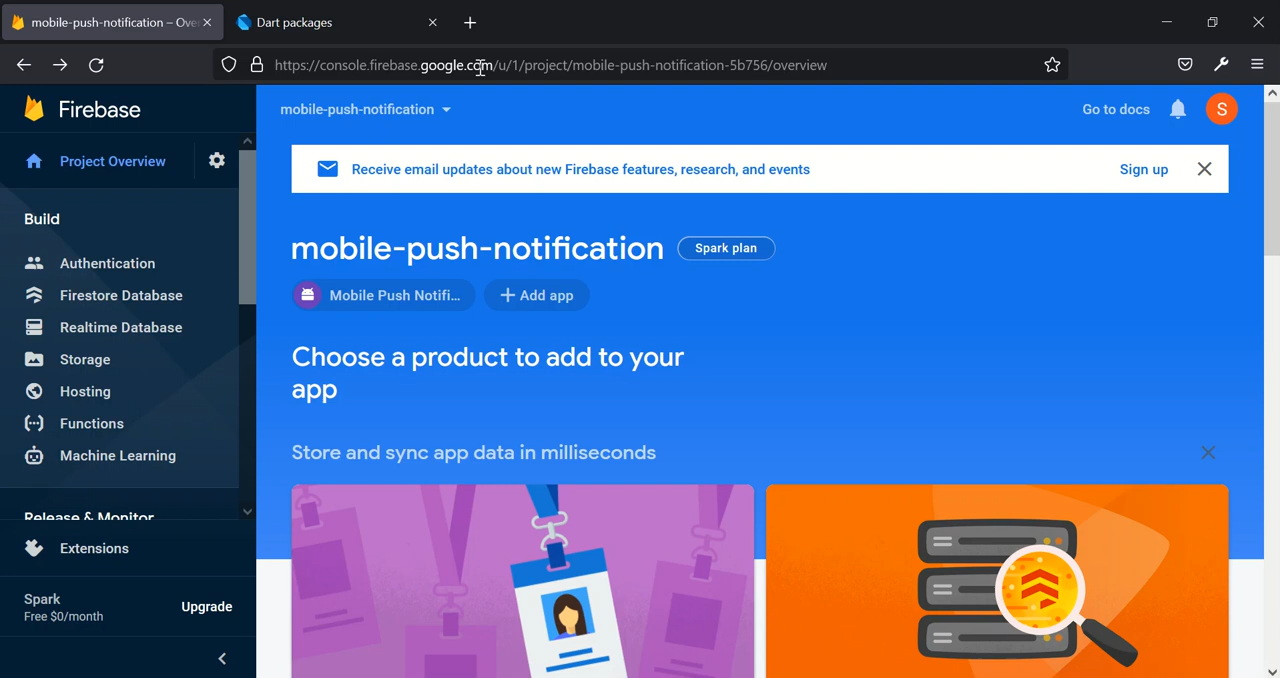 mobile-push-notification – Ove
Dart packages
https://console.firebase.google.com/u/1/project/mobile-push-notification-5b756/overview
Firebase
mobile-push-notification
Go to docs
S
Project Overview
Receive email updates about new Firebase features, research, and events
Sign up
Build
mobile-push-notification
Spark plan
Authentication
Firestore Database
Mobile Push Notifi...
Add app
Realtime Database
Storage
Choose a product to add to your
app
Hosting
Functions
Machine Learning
Store and sync app data in milliseconds
Release & Monitor
Extensions
Spark
Free $0/month
Upgrade